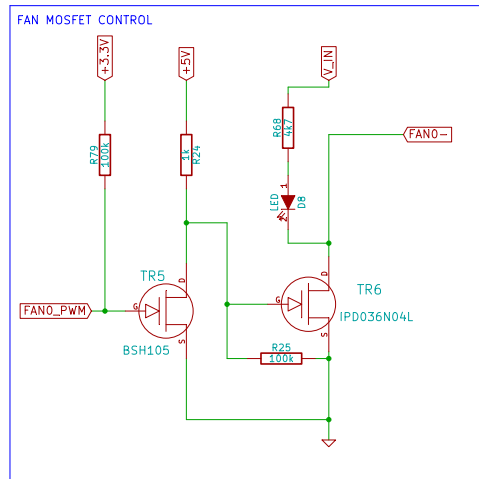 FAN MOSFET CONTROL
+3.3V
+5V
V_IN
R79
100k
1k
R24
R68
4k7
FAN0-
LED
1
2
D8
TR5
D
G
S
BSH105
FAN0_PWM
TR6
D
G
S
IPD036N04L
R25
100k